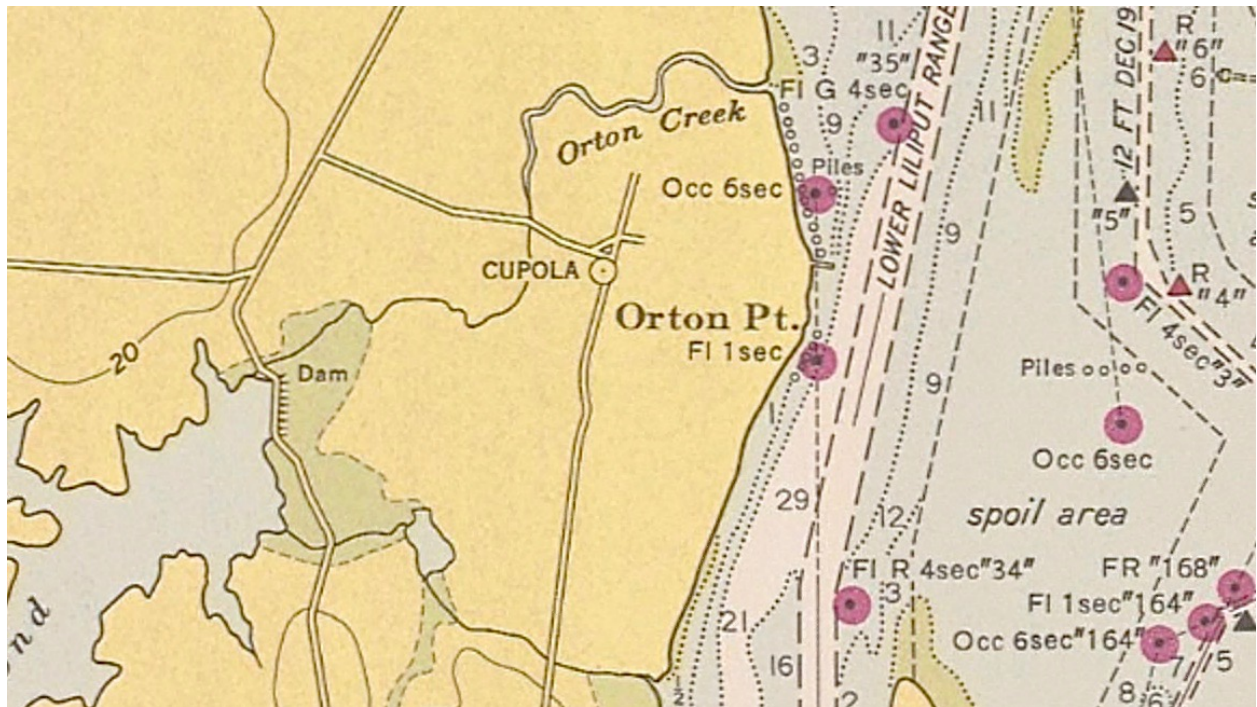 3
11
"35"
Fl G 4sec
9
LOWER LILIPUT RANGE
11
12 FT DEC 19
R
"6"
6
Orton Creek
Piles
Occ 6sec
"5"
5
9
CUPOLA
R
"4"
Orton Pt.
Fl 1sec
Fl 4sec "3"
20
Dam
Piles
9
1
Occ 6sec
29
12
spoil area
Fl R 4sec "34"
3
FR "168"
Fl 1sec "164"
21
Occ 6sec "164"
nd
16
7
5
2
8
6